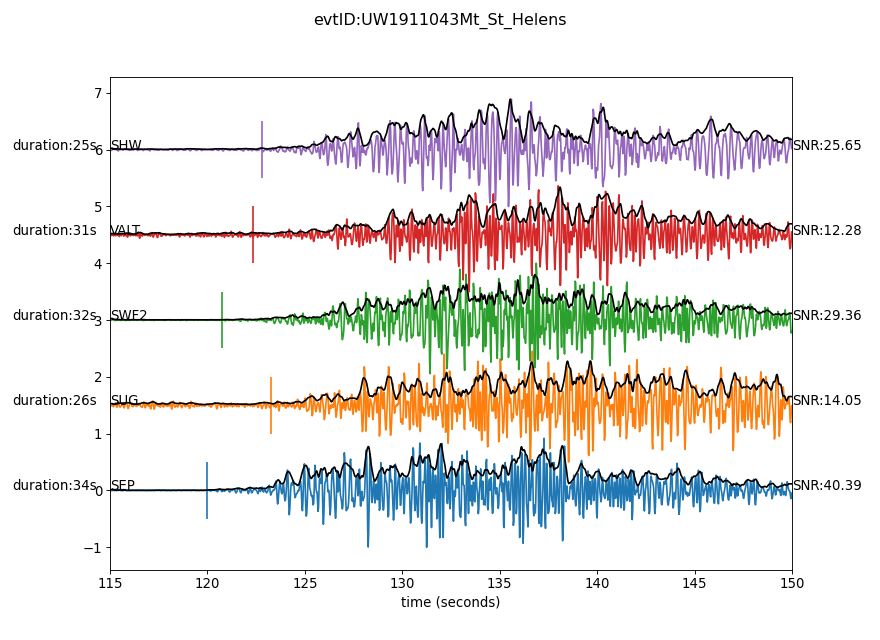 evtID:UW1911043Mt_St_Helens
7
duration:25s 6 SHW SNR:25.65
5
duration:31s VALT SNR:12.28
4
duration:32s 3 SWF2 SNR:29.36
2
duration:26s SUG SNR:14.05
1
duration:34s 0 SEP SNR:40.39
−1
115 120 125 130 135 140 145 150
time (seconds)